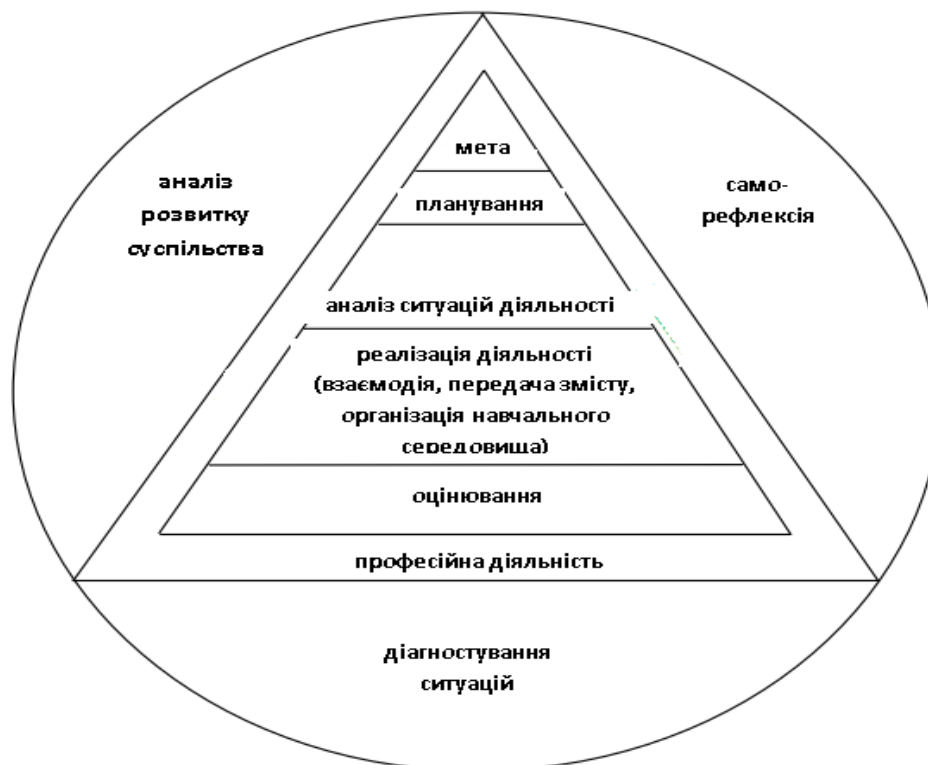 мета
планування
аналіз
розвитку
суспільства
само-
рефлексія
аналіз ситуацій діяльності
реалізація діяльності
(взаємодія, передача змісту,
організація навчального
середовища)
оцінювання
професійна діяльність
діагностування
ситуацій